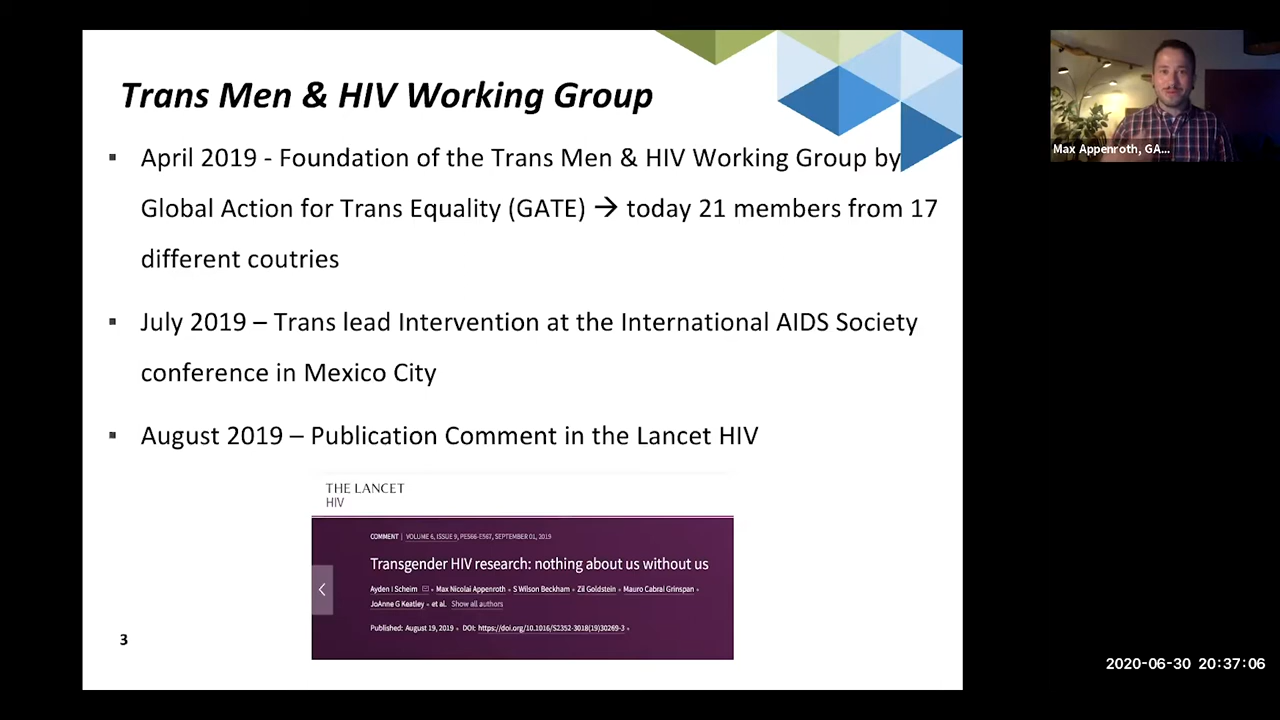 Trans Men & HIV Working Group
▪ April 2019 - Foundation of the Trans Men & HIV Working Group by
Global Action for Trans Equality (GATE) → today 21 members from 17
different coutries
▪ July 2019 – Trans lead Intervention at the International AIDS Society
conference in Mexico City
▪ August 2019 – Publication Comment in the Lancet HIV
THE LANCET
HIV
COMMENT | VOLUME 6, ISSUE 9, PE566-E567, SEPTEMBER 01, 2019
Transgender HIV research: nothing about us without us
Ayden I Scheim • Max Nicolai Appenroth • S Wilson Beckham • Zil Goldstein • Mauro Cabral Grinspan •
JoAnne G Keatley • et al. Show all authors
Published: August 19, 2019 • DOI: https://doi.org/10.1016/S2352-3018(19)30269-3 •
3
Max Appenroth, GA...
2020-06-30 20:37:06